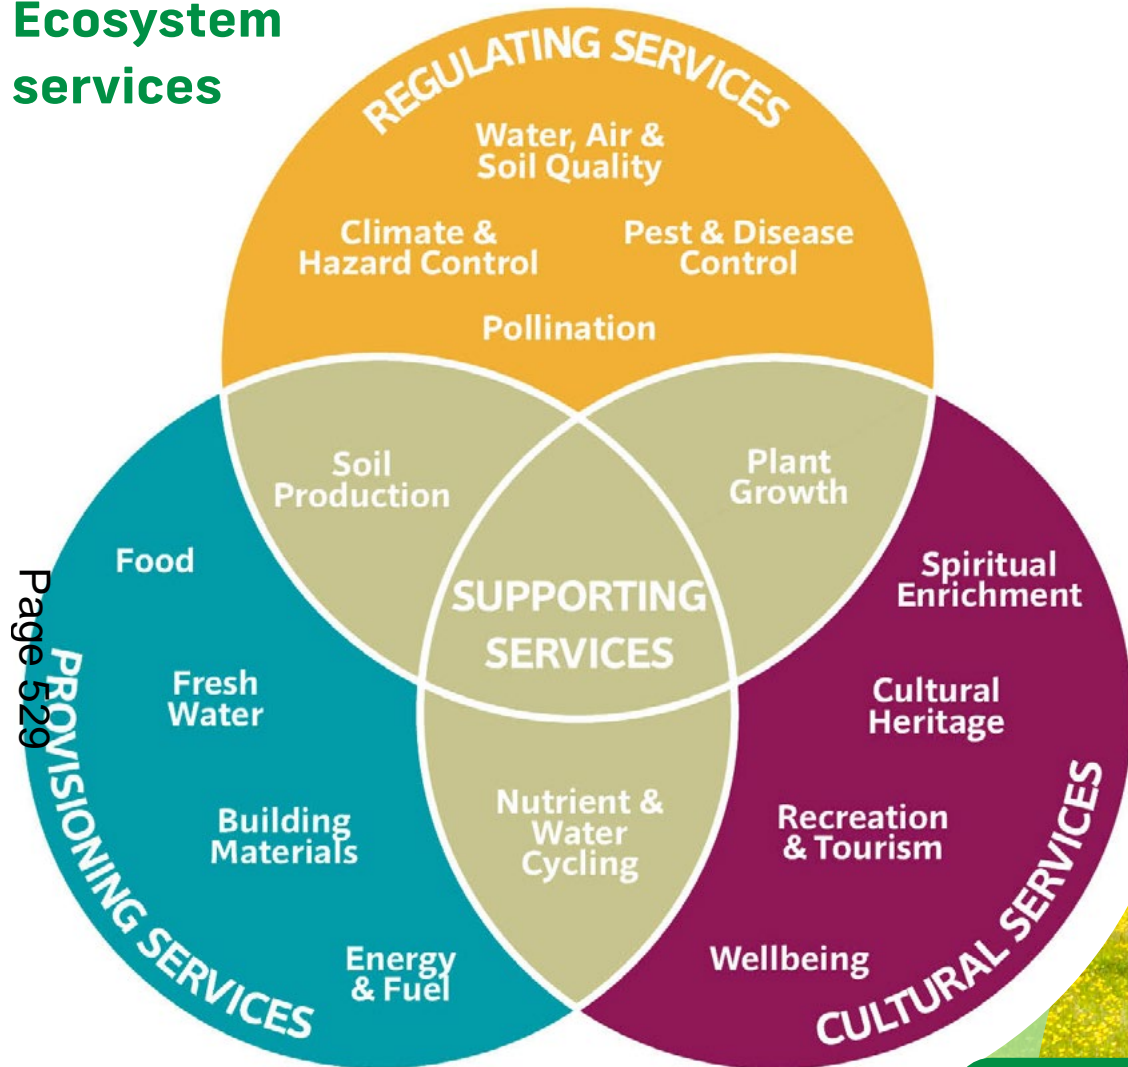 Ecosystem
services
REGULATING SERVICES
Water, Air &
Soil Quality
Climate &
Hazard Control
Pest & Disease
Control
Pollination
Soil
Production
Plant
Growth
SUPPORTING
SERVICES
Nutrient &
Water
Cycling
Food
Fresh
Water
Building
Materials
Energy
& Fuel
PROVISIONING SERVICES
Spiritual
Enrichment
Cultural
Heritage
Recreation
& Tourism
Wellbeing
CULTURAL SERVICES
Page 529